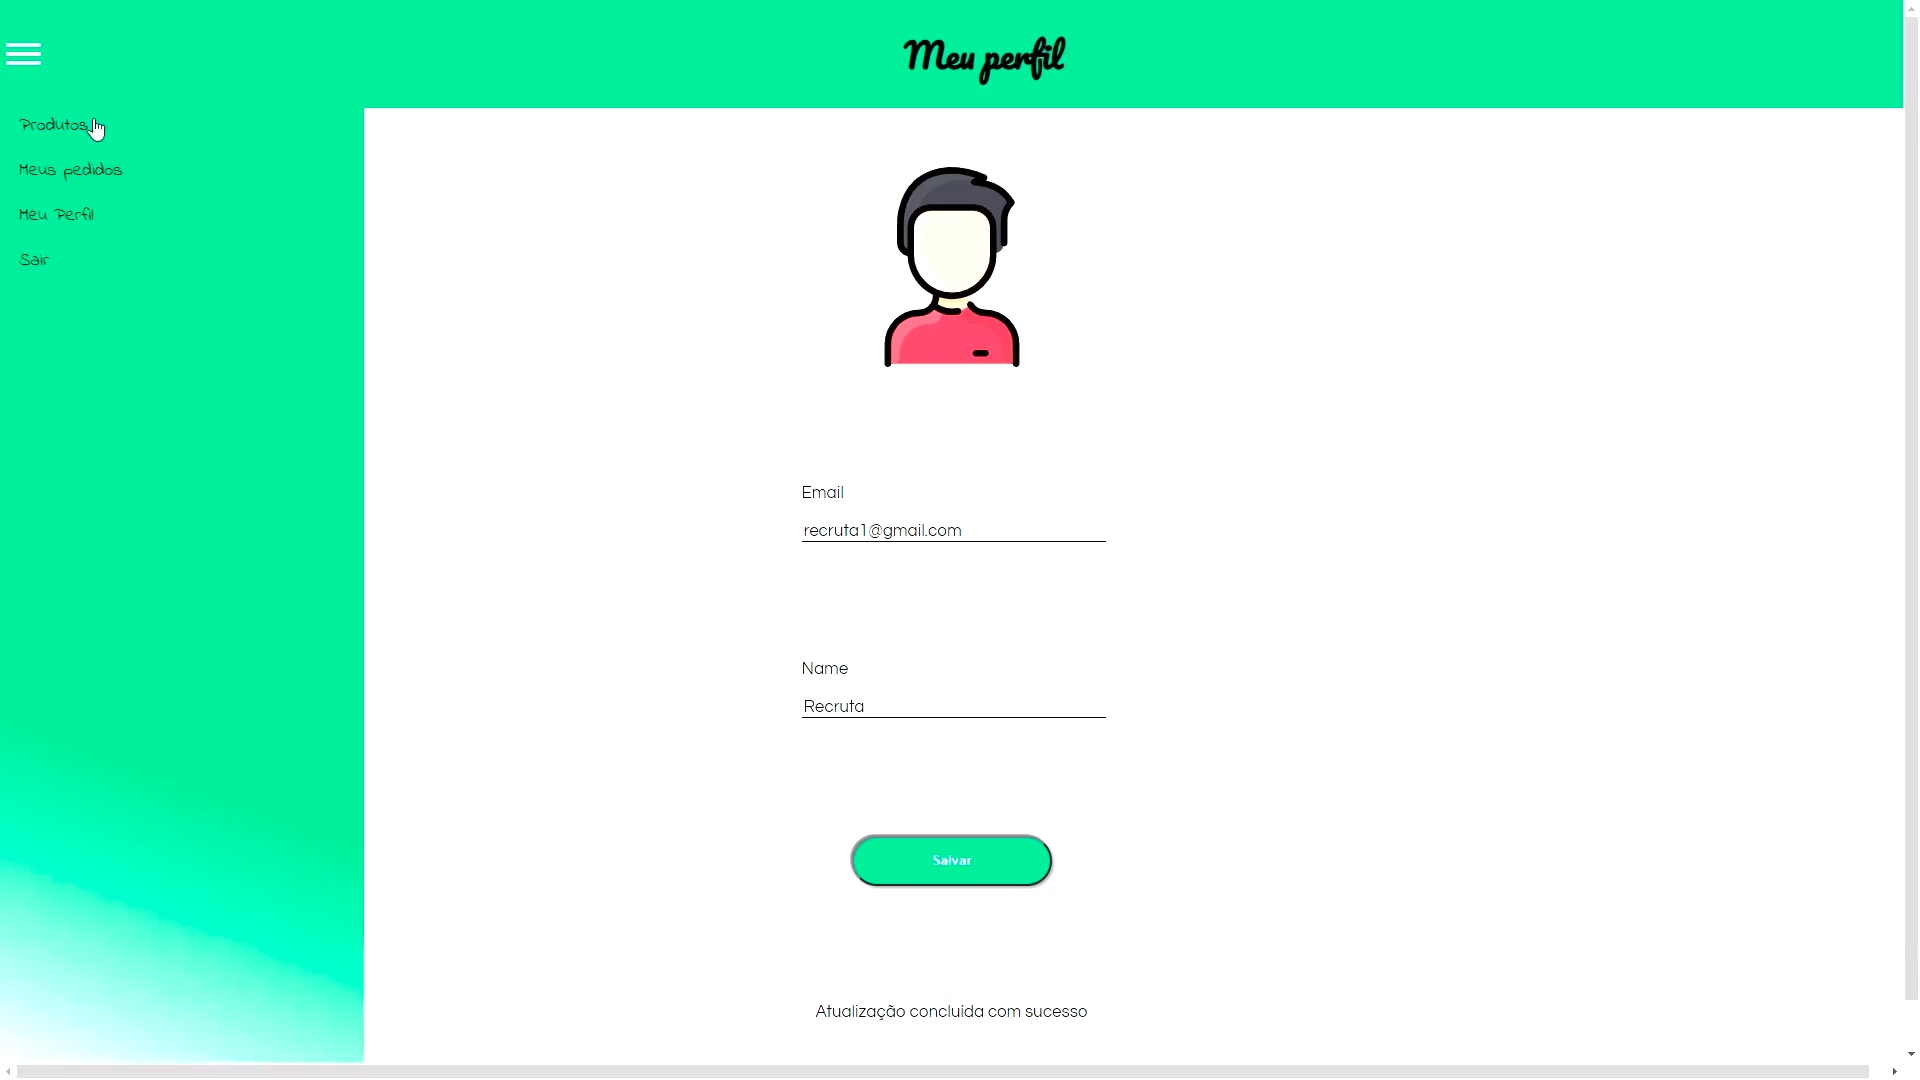 Meu perfil
Produtos
Meus pedidos
Meu Perfil
Sair
Email
recruta1@gmail.com
Name
Recruta
Salvar
Atualização concluída com sucesso